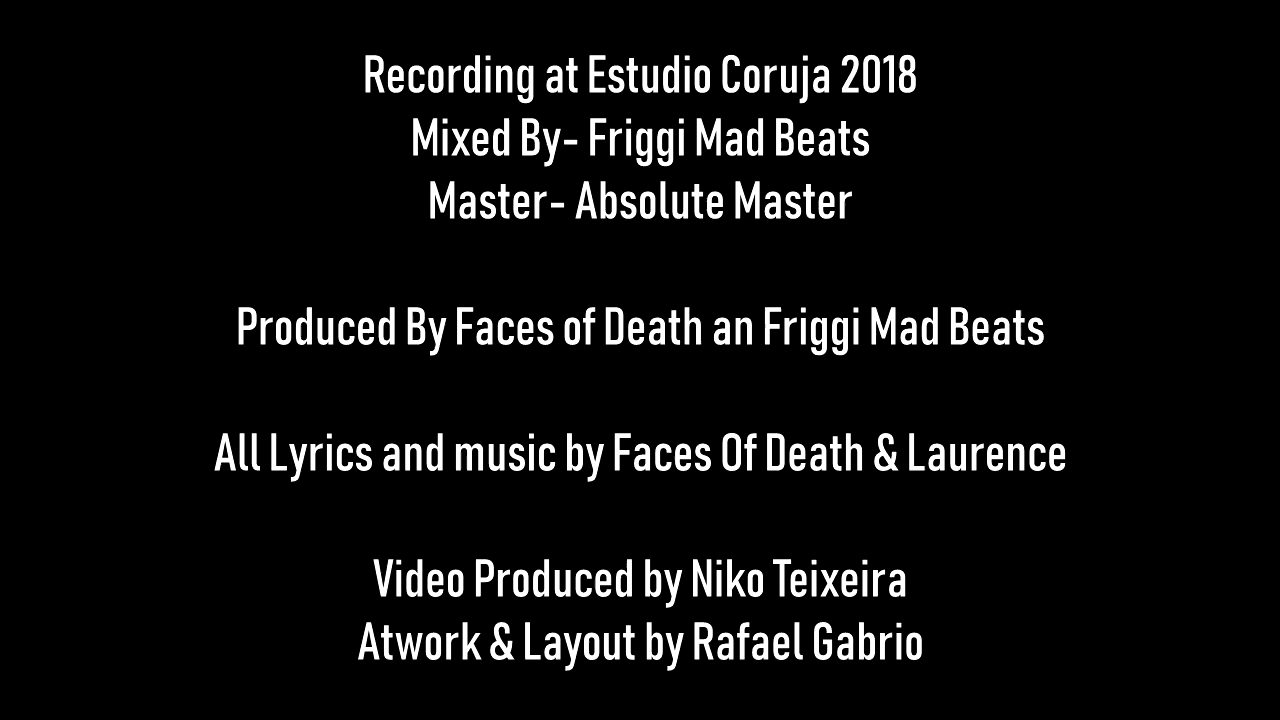 Recording at Estudio Coruja 2018
Mixed By- Friggi Mad Beats
Master- Absolute Master
Produced By Faces of Death an Friggi Mad Beats
All Lyrics and music by Faces Of Death & Laurence
Video Produced by Niko Teixeira
Atwork & Layout by Rafael Gabrio